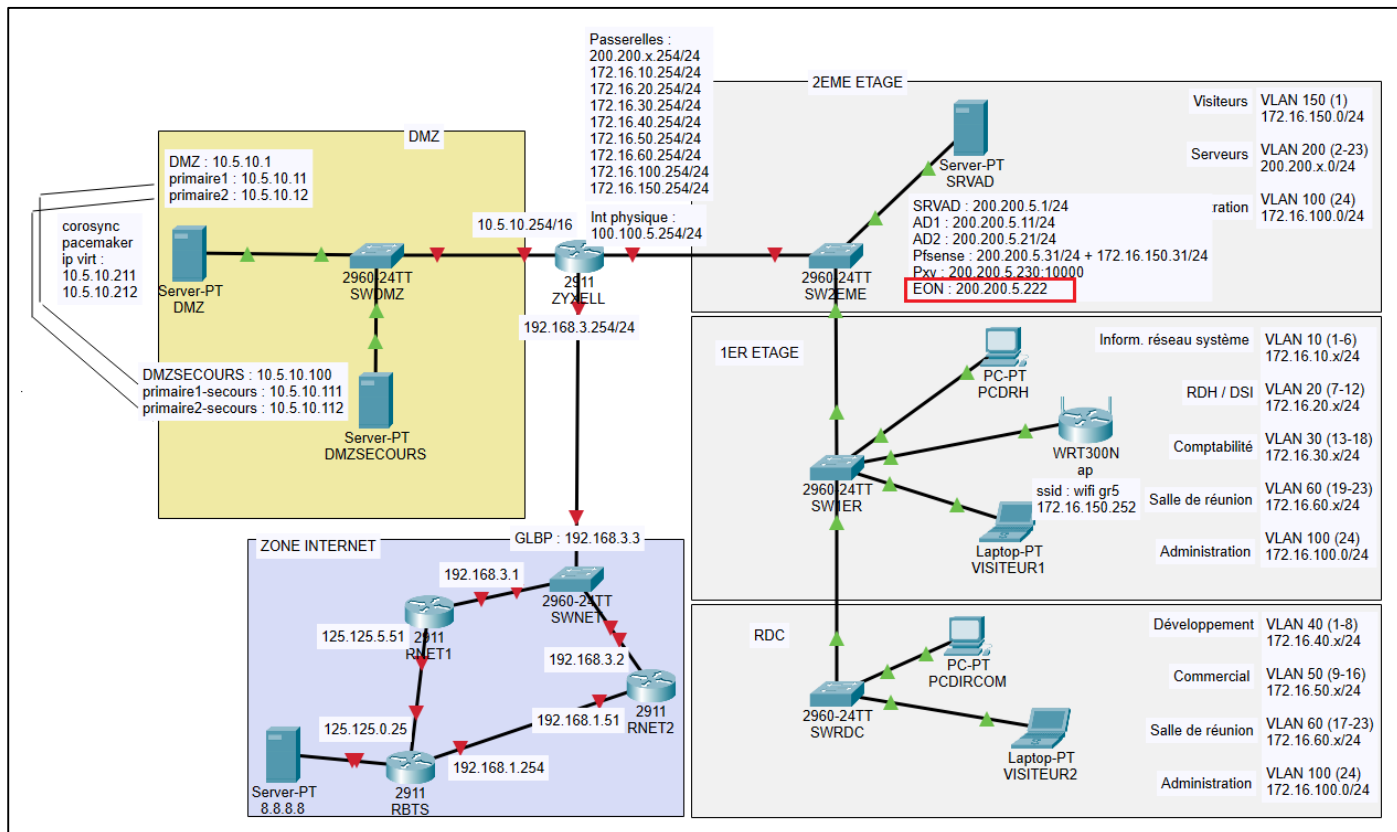 Passerelles :
200.200.x.254/24
172.16.10.254/24
172.16.20.254/24
172.16.30.254/24
172.16.40.254/24
172.16.50.254/24
172.16.60.254/24
172.16.100.254/24
172.16.150.254/24
Int physique :
100.100.5.254/24
DMZ
DMZ : 10.5.10.1
primaire1 : 10.5.10.11
primaire2 : 10.5.10.12
corosync
pacemaker
ip virt :
10.5.10.211
10.5.10.212
Server-PT
DMZ
2960-24TT
SWDMZ
10.5.10.254/16
2911
ZYXELL
192.168.3.254/24
DMZSECOURS : 10.5.10.100
primaire1-secours : 10.5.10.111
primaire2-secours : 10.5.10.112
Server-PT
DMZSECOURS
ZONE INTERNET
GLBP : 192.168.3.3
192.168.3.1
2960-24TT
SWNET
125.125.5.51
2911
RNET1
192.168.3.2
2911
RNET2
125.125.0.25
192.168.1.51
192.168.1.254
Server-PT
8.8.8.8
2911
RBTS
2EME ETAGE
Server-PT
SRVAD
SRVAD : 200.200.5.1/24
AD1 : 200.200.5.11/24
AD2 : 200.200.5.21/24
Pfsense : 200.200.5.31/24 + 172.16.150.31/24
Pxy : 200.200.5.230:10000
EON : 200.200.5.222
2960-24TT
SW2EME
Visiteurs VLAN 150 (1)
172.16.150.0/24
Serveurs VLAN 200 (2-23)
200.200.x.0/24
tration VLAN 100 (24)
172.16.100.0/24
1ER ETAGE
PC-PT
PCDRH
WRT300N
ap
ssid : wifi gr5
172.16.150.252
2960-24TT
SW1ER
Laptop-PT
VISITEUR1
Inform. réseau système VLAN 10 (1-6)
172.16.10.x/24
RDH / DSI VLAN 20 (7-12)
172.16.20.x/24
Comptabilité VLAN 30 (13-18)
172.16.30.x/24
Salle de réunion VLAN 60 (19-23)
172.16.60.x/24
Administration VLAN 100 (24)
172.16.100.0/24
RDC
PC-PT
PCDIRCOM
2960-24TT
SWRDC
Laptop-PT
VISITEUR2
Développement VLAN 40 (1-8)
172.16.40.x/24
Commercial VLAN 50 (9-16)
172.16.50.x/24
Salle de réunion VLAN 60 (17-23)
172.16.60.x/24
Administration VLAN 100 (24)
172.16.100.0/24